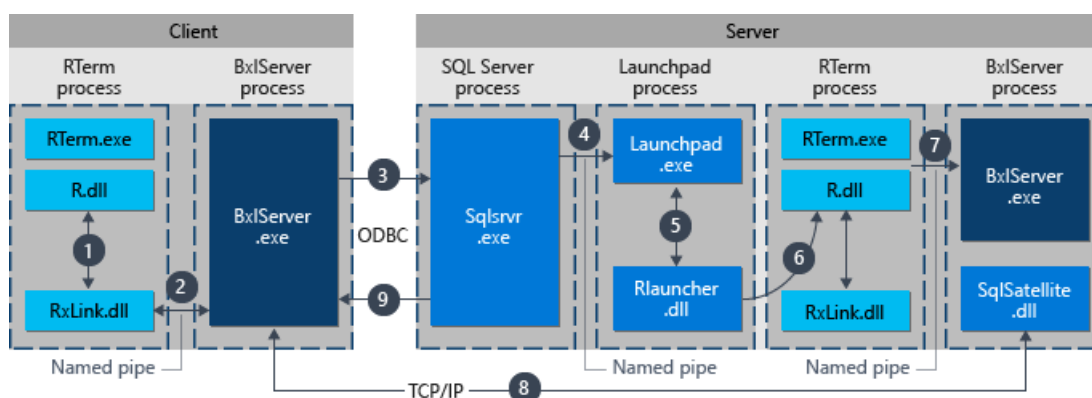 Client
Server
RTerm
process
BxlServer
process
SQL Server
process
Launchpad
process
RTerm
process
BxlServer
process
RTerm.exe
R.dll
1
RxLink.dll
2
BxlServer
.exe
3
ODBC
9
Sqlsrvr
.exe
4
Launchpad
.exe
5
Rlauncher
.dll
6
RTerm.exe
R.dll
RxLink.dll
7
BxlServer
.exe
SqlSatellite
.dll
Named pipe
Named pipe
Named pipe
TCP/IP
8